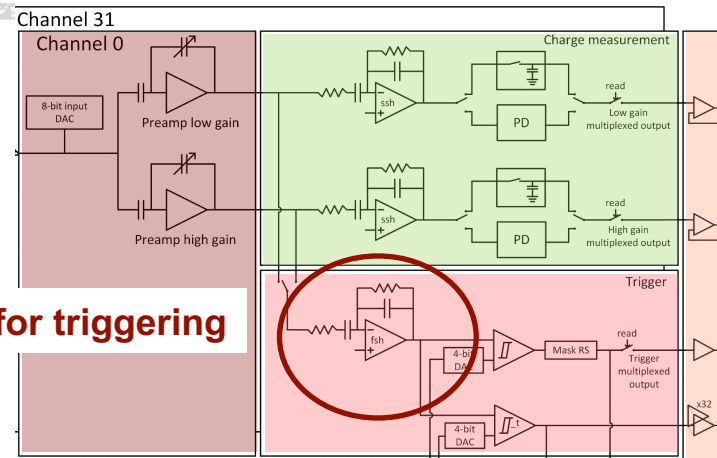 Channel 31
Channel 0
Charge measurement
8-bit input
DAC
Preamp low gain
ssh
PD
read
Low gain
multiplexed output
Preamp high gain
ssh
PD
read
High gain
multiplexed output
Trigger
for triggering
fsh
4-bit
DAC
Mask RS
read
Trigger
multiplexed
output
4-bit
DAC
_t
x32